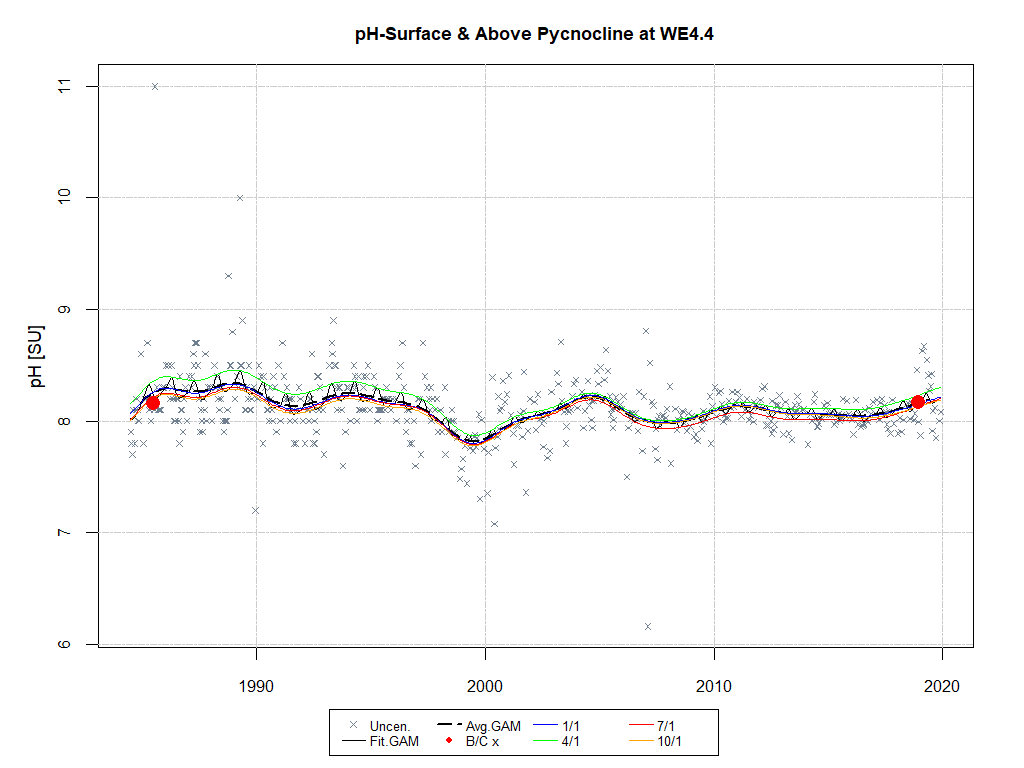 pH-Surface & Above Pycnocline at WE4.4
11
10
9
8
7
6
pH [SU]
1990 2000 2010 2020
Uncen. Avg.GAM 1/1 7/1
Fit.GAM B/C x 4/1 10/1